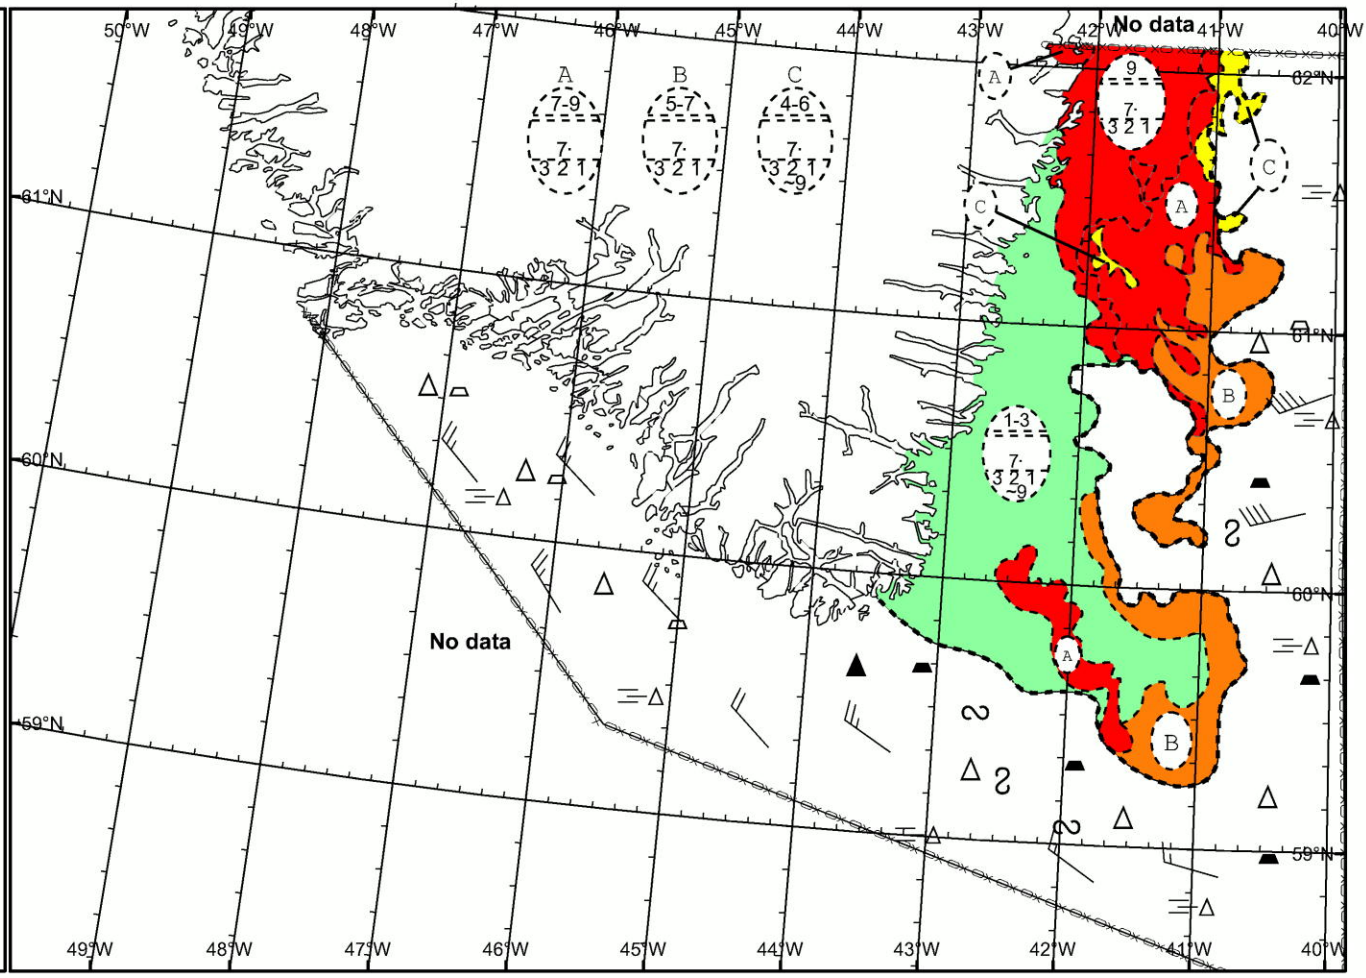 50°W 49°W 48°W 47°W 46°W 45°W 44°W 43°W 42°W 41°W 40°W
No data
62°N
A B C
7-9 5-7 4-6
7· 7· 7·
3 2 1 3 2 1 3 2 1
~9
A
9
7·
3 2 1
C
A
C
61°N
61°N
B
1-3
7·
3 2 1
~9
60°N
60°N
No data
A
B
59°N
59°N
49°W 48°W 47°W 46°W 45°W 44°W 43°W 42°W 41°W 40°W